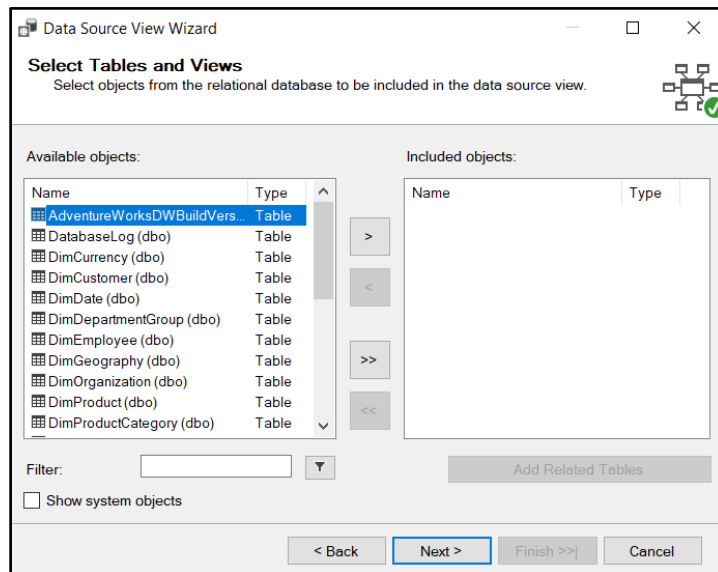 Data Source View Wizard
Select Tables and Views
Select objects from the relational database to be included in the data source view.
Available objects:
Included objects:
Name Type
Name Type
AdventureWorksDWBuildVers... Table
DatabaseLog (dbo) Table
DimCurrency (dbo) Table
DimCustomer (dbo) Table
DimDate (dbo) Table
DimDepartmentGroup (dbo) Table
DimEmployee (dbo) Table
DimGeography (dbo) Table
DimOrganization (dbo) Table
DimProduct (dbo) Table
DimProductCategory (dbo) Table
>
<
>>
<<
Filter:
Add Related Tables
Show system objects
< Back
Next >
Finish >>|
Cancel